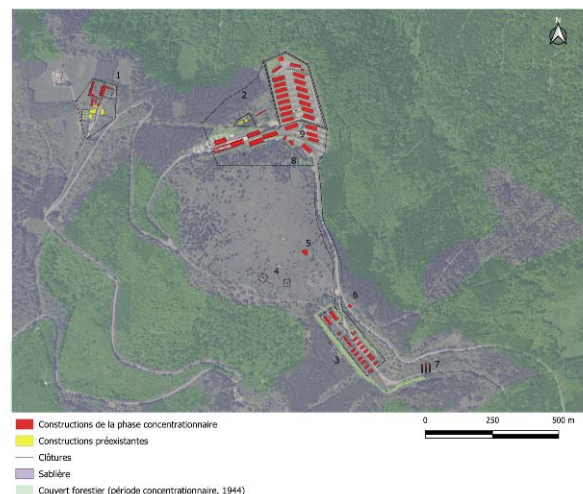 N
1
2
9
8
5
4
6
3
7
Constructions de la phase concentrationnaire
Constructions préexistantes
Clôtures
Sablière
Couvert forestier (période concentrationnaire, 1944)
0 250 500 m